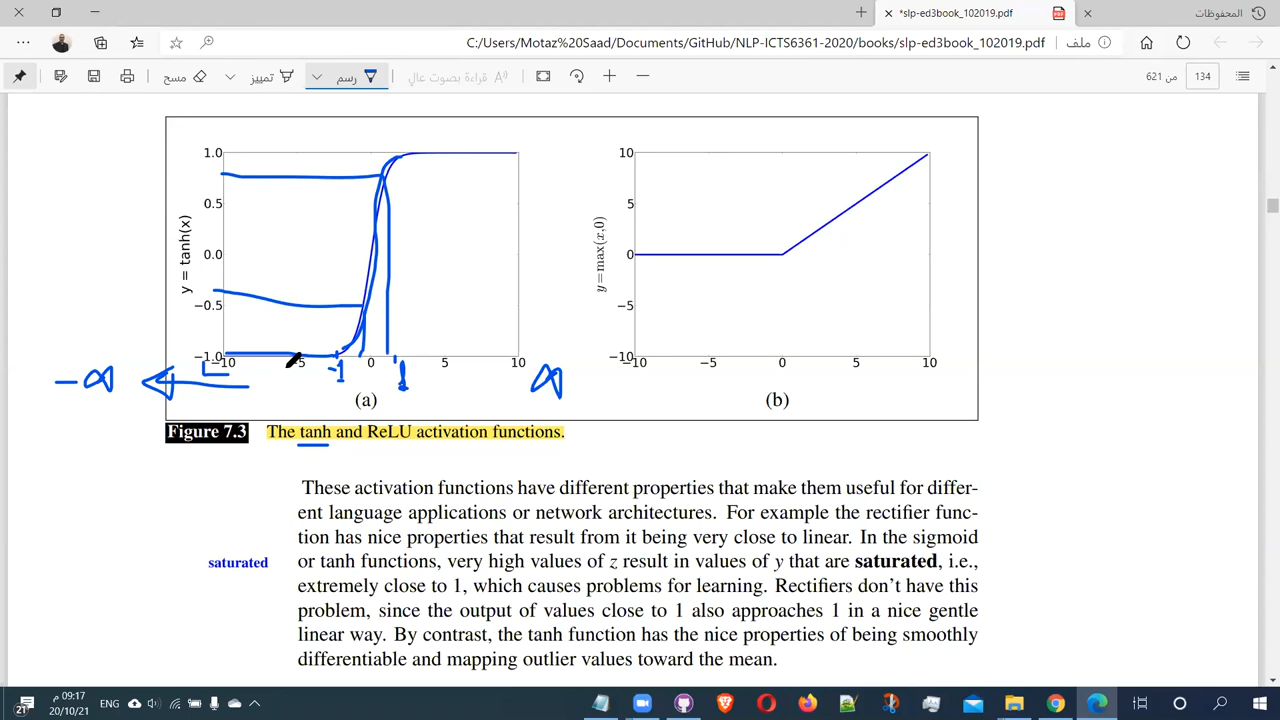 *slp-ed3book_102019.pdf
المحفوظات
C:/Users/Motaz%20Saad/Documents/GitHub/NLP-ICTS6361-2020/books/slp-ed3book_102019.pdf
ملف
مسح
تمييز
رسم
قراءة بصوت عالٍ
من 621
134
1.0
0.5
0.0
−0.5
−1.0
y = tanh(x)
−10
−5
0
5
10
-1
1
−∞
∞
(a)
10
5
0
−5
−10
y=max(x,0)
−10
−5
0
5
10
(b)
Figure 7.3 The tanh and ReLU activation functions.
These activation functions have different properties that make them useful for differ-
ent language applications or network architectures. For example the rectifier func-
tion has nice properties that result from it being very close to linear. In the sigmoid
saturated
or tanh functions, very high values of z result in values of y that are saturated, i.e.,
extremely close to 1, which causes problems for learning. Rectifiers don't have this
problem, since the output of values close to 1 also approaches 1 in a nice gentle
linear way. By contrast, the tanh function has the nice properties of being smoothly
differentiable and mapping outlier values toward the mean.
21
09:17 م
20/10/21
ENG